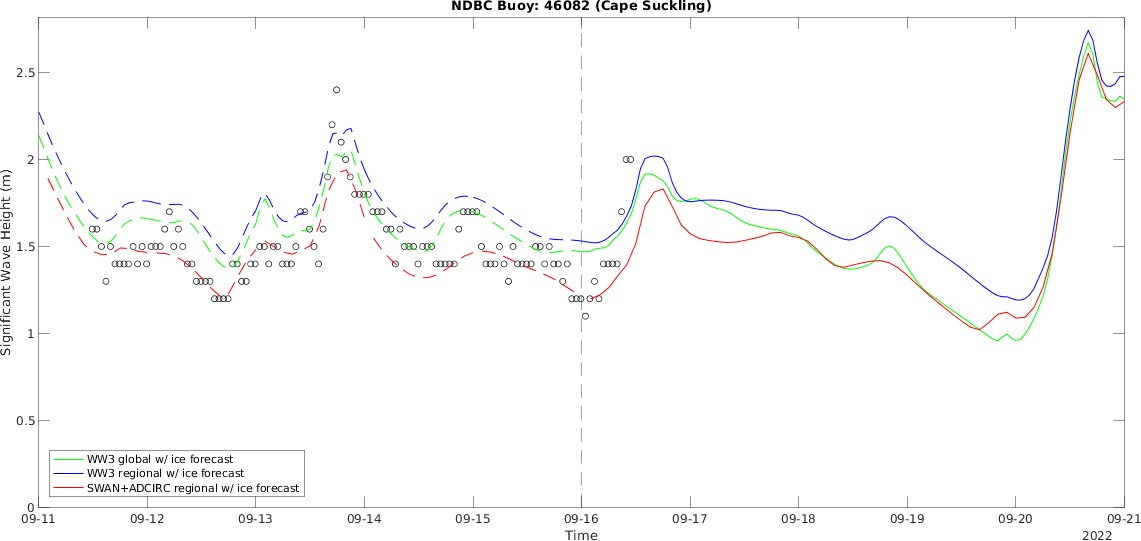 NDBC Buoy: 46082 (Cape Suckling)
Significant Wave Height (m)
2.5
2
1.5
1
0.5
0
WW3 global w/ ice forecast
WW3 regional w/ ice forecast
SWAN+ADCIRC regional w/ ice forecast
09-11 09-12 09-13 09-14 09-15 09-16 09-17 09-18 09-19 09-20 09-21
Time
2022